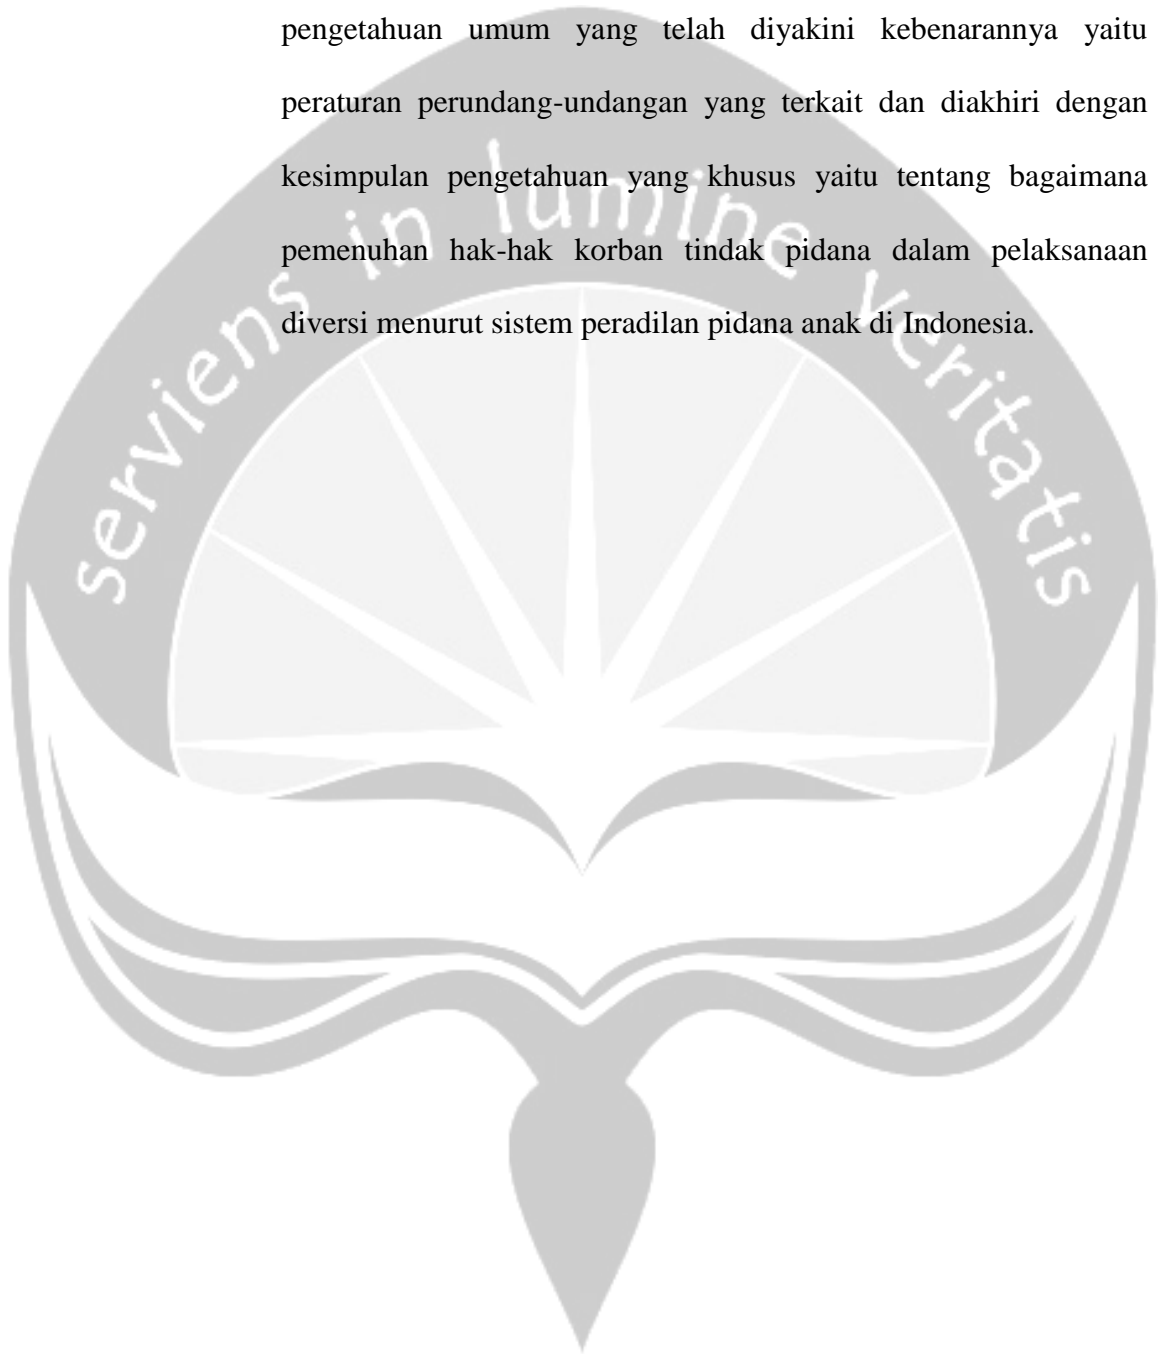 pengetahuan umum yang telah diyakini kebenarannya yaitu
peraturan perundang-undangan yang terkait dan diakhiri dengan
kesimpulan pengetahuan yang khusus yaitu tentang bagaimana
pemenuhan hak-hak korban tindak pidana dalam pelaksanaan
diversi menurut sistem peradilan pidana anak di Indonesia.
serviens in lumine veritatis